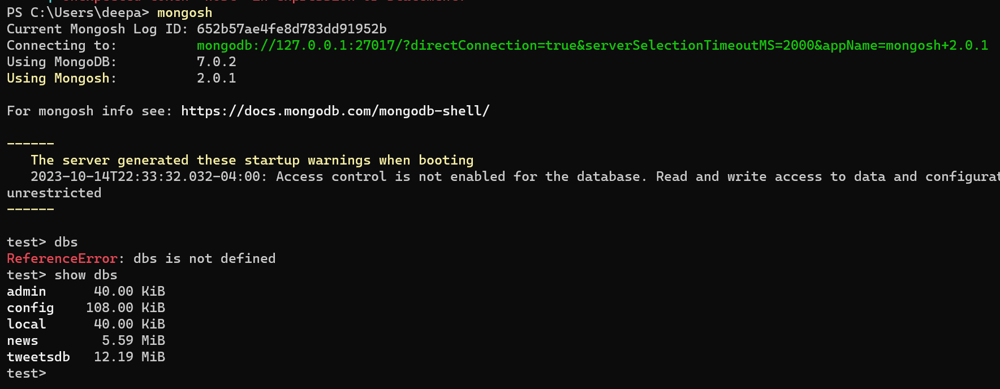 PS C:\Users\deepa> mongosh
Current Mongosh Log ID: 652b57ae4fe8d783dd91952b
Connecting to:          mongodb://127.0.0.1:27017/?directConnection=true&serverSelectionTimeoutMS=2000&appName=mongosh+2.0.1
Using MongoDB:          7.0.2
Using Mongosh:          2.0.1
For mongosh info see: https://docs.mongodb.com/mongodb-shell/
------
   The server generated these startup warnings when booting
   2023-10-14T22:33:32.032-04:00: Access control is not enabled for the database. Read and write access to data and configurat
unrestricted
------
test> dbs
ReferenceError: dbs is not defined
test> show dbs
admin      40.00 KiB
config    108.00 KiB
local      40.00 KiB
news        5.59 MiB
tweetsdb   12.19 MiB
test>